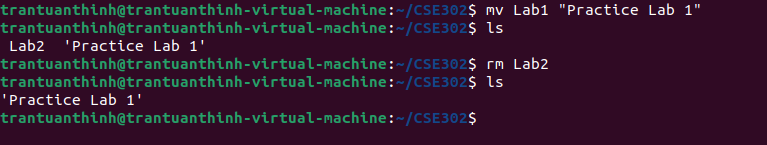 trantuanthinh@trantuanthinh-virtual-machine:~/CSE302$ mv Lab1 "Practice Lab 1"
trantuanthinh@trantuanthinh-virtual-machine:~/CSE302$ ls
 Lab2  'Practice Lab 1'
trantuanthinh@trantuanthinh-virtual-machine:~/CSE302$ rm Lab2
trantuanthinh@trantuanthinh-virtual-machine:~/CSE302$ ls
'Practice Lab 1'
trantuanthinh@trantuanthinh-virtual-machine:~/CSE302$